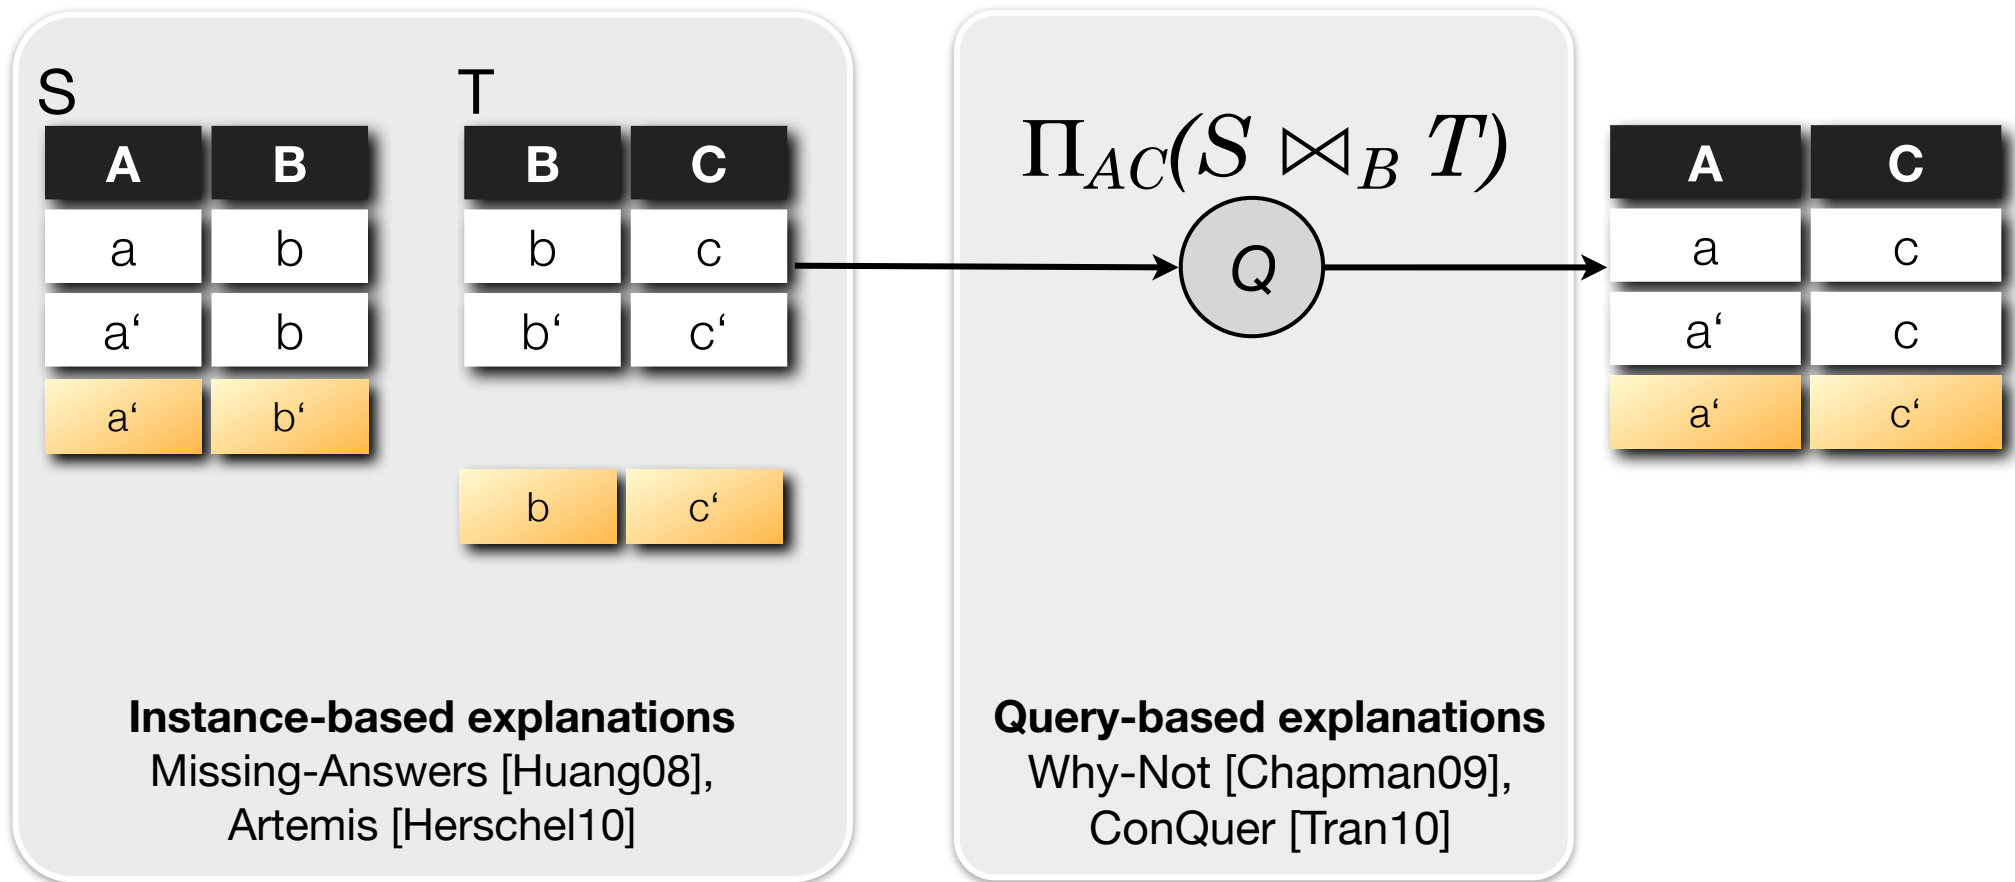 S
A B
a b
a‘ b
a‘ b‘
T
B C
b c
b‘ c‘
b c‘
Π_AC(S ⋈_B T)
Q
A C
a c
a‘ c
a‘ c‘
Instance-based explanations
Missing-Answers [Huang08],
Artemis [Herschel10]
Query-based explanations
Why-Not [Chapman09],
ConQuer [Tran10]